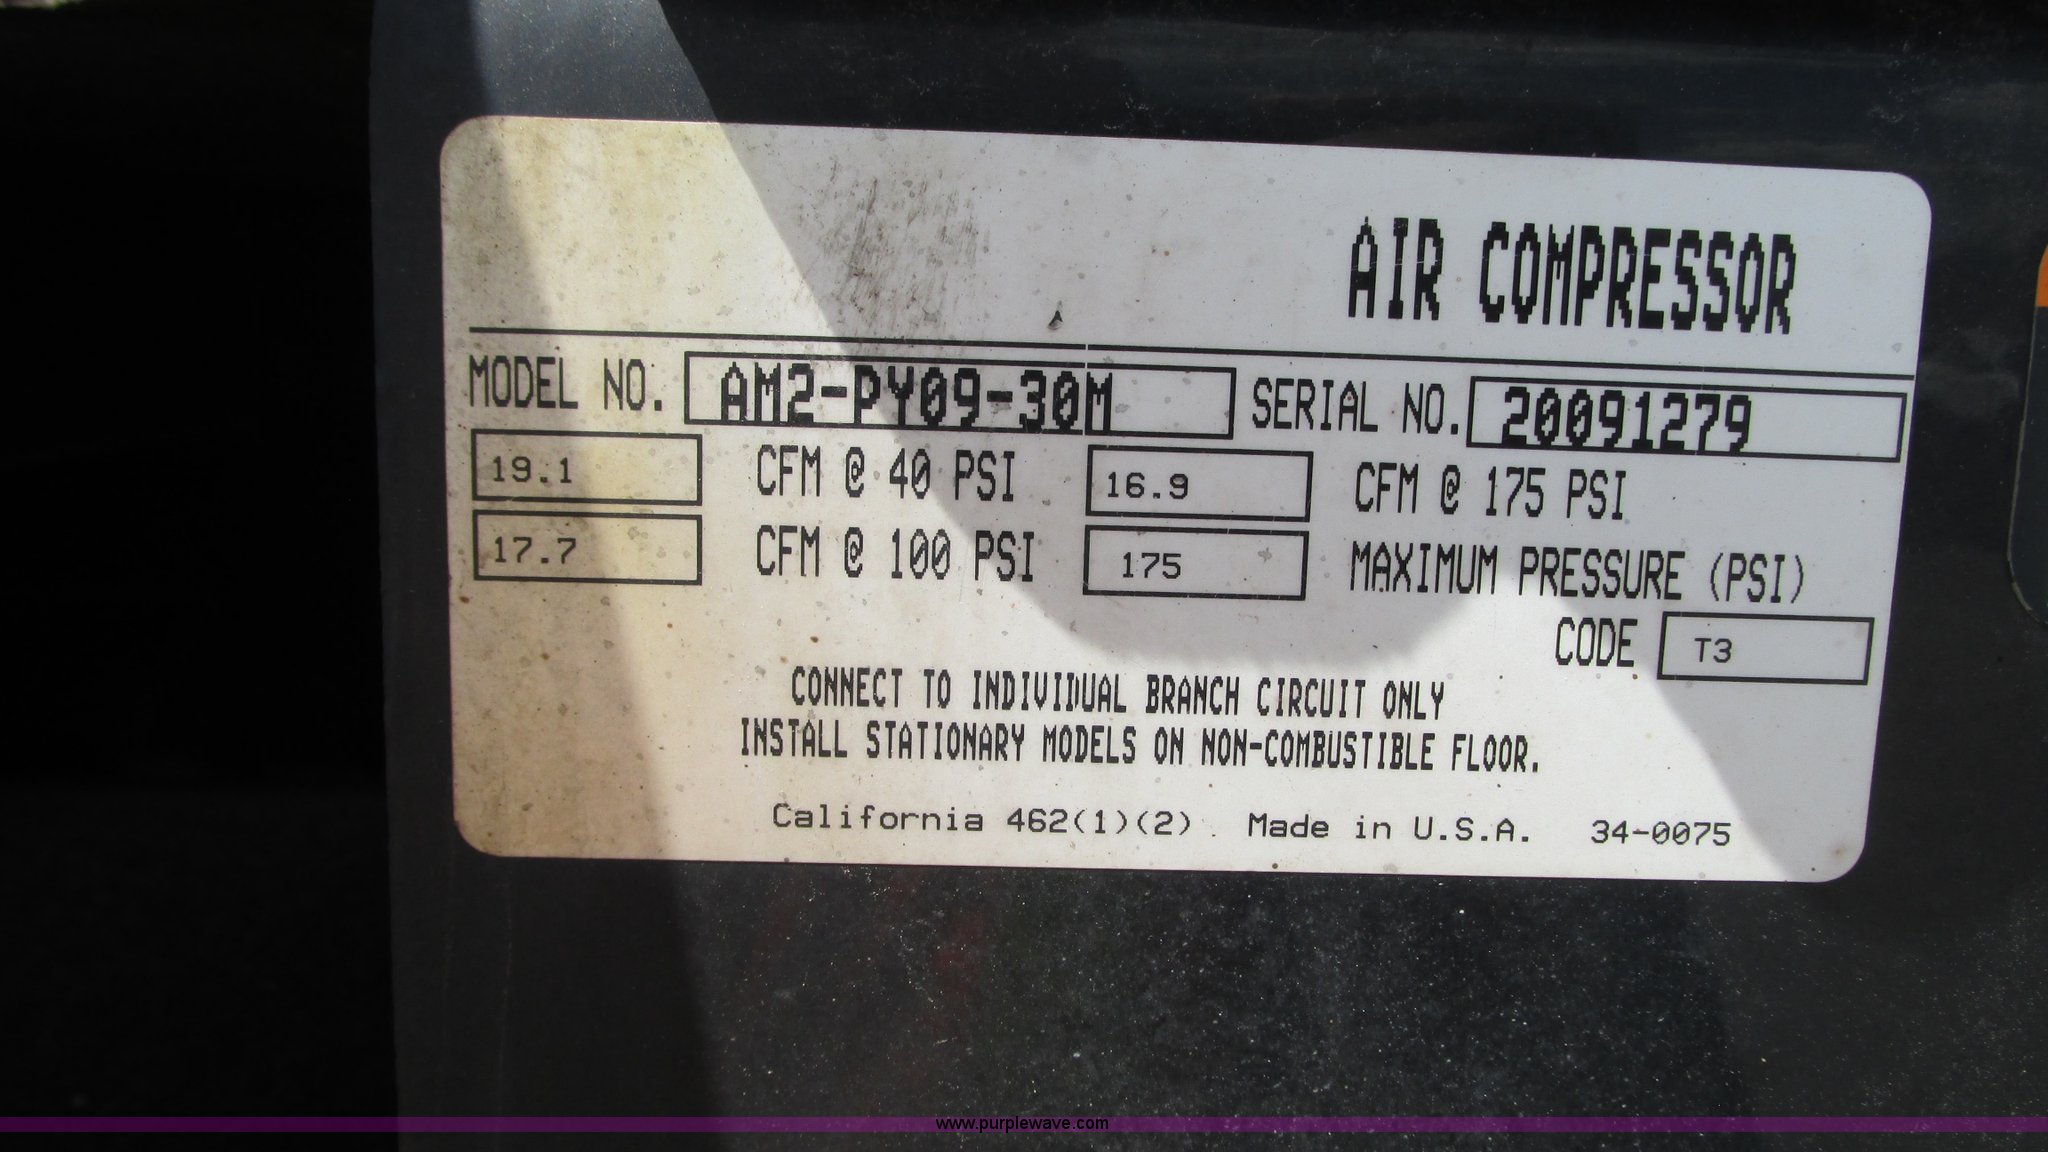 AIR COMPRESSOR
MODEL NO. AM2-PY09-30M SERIAL NO. 20091279
19.1 CFM @ 40 PSI 16.9 CFM @ 175 PSI
17.7 CFM @ 100 PSI 175 MAXIMUM PRESSURE (PSI)
CODE T3
CONNECT TO INDIVIDUAL BRANCH CIRCUIT ONLY
INSTALL STATIONARY MODELS ON NON-COMBUSTIBLE FLOOR.
California 462(1)(2) Made in U.S.A. 34-0075
www.purplewave.com